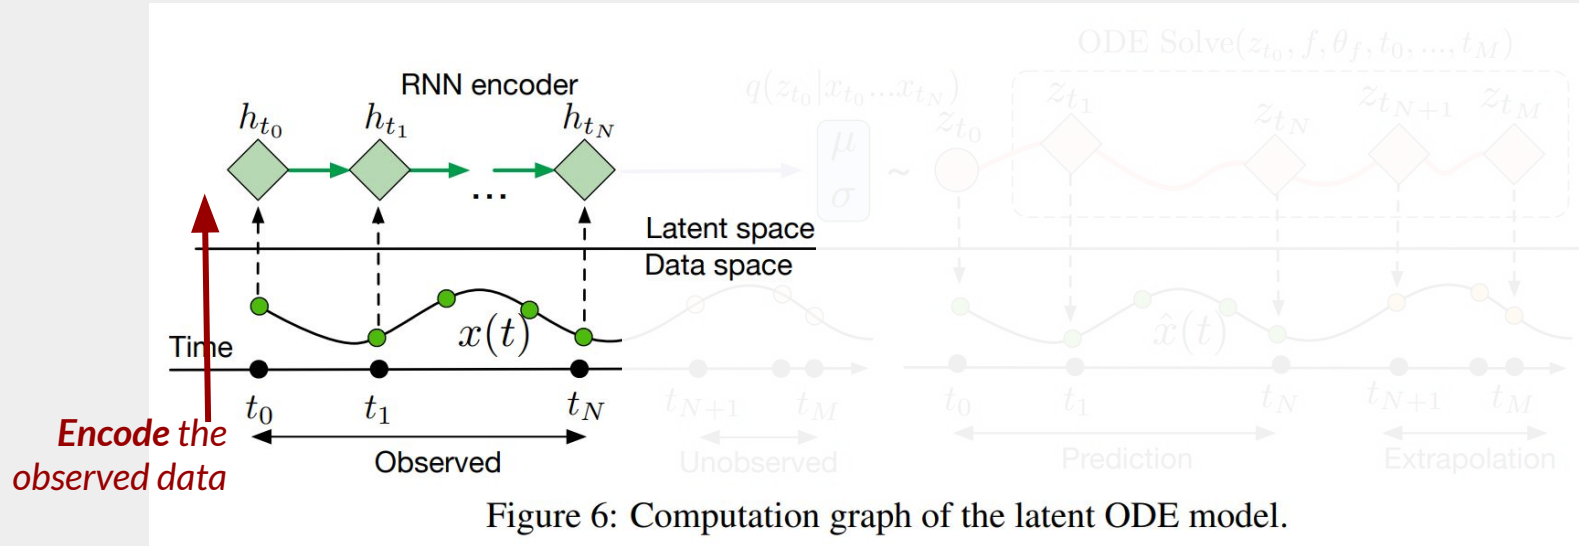 ODE Solve(z_{t_0}, f, θ_f, t_0, ..., t_M)
RNN encoder
q(z_{t_0}|x_{t_0}...x_{t_N})
h_{t_0} h_{t_1} h_{t_N}
z_{t_0} z_{t_1} z_{t_N} z_{t_{N+1}} z_{t_M}
μ
σ
~
...
Latent space
Data space
x(t)
x̂(t)
Time
t_0 t_1 t_N t_{N+1} t_M t_0 t_1 t_N t_{N+1} t_M
Observed Unobserved Prediction Extrapolation
Encode the
observed data
Figure 6: Computation graph of the latent ODE model.